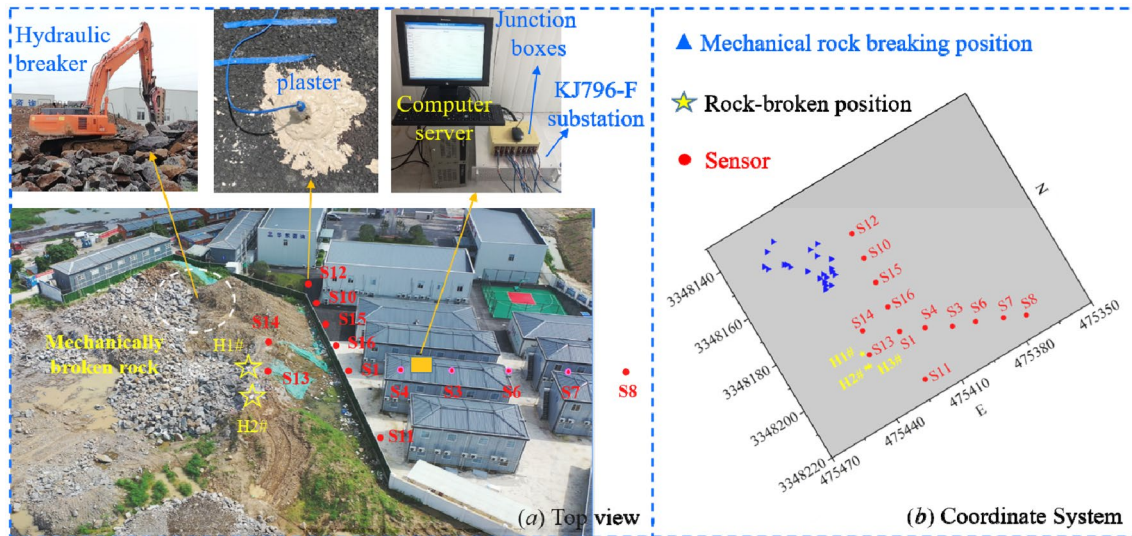 Hydraulic
breaker
plaster
Junction
boxes
KJ796-F
substation
Computer
server
S12
S10
S15
S14
S16
H1#
Mechanically
broken rock
S13
S1
S4
S3
S6
S7
S8
H2#
S11
(a) Top view
Mechanical rock breaking position
Rock-broken position
Sensor
N
S12
S10
S15
S16
S14
S4
S3
S6
S7
S8
S13
S1
H1#
H2#
H3#
S11
3348140
3348160
3348180
3348200
3348220
475470
475440
475410
475380
475350
E
(b) Coordinate System